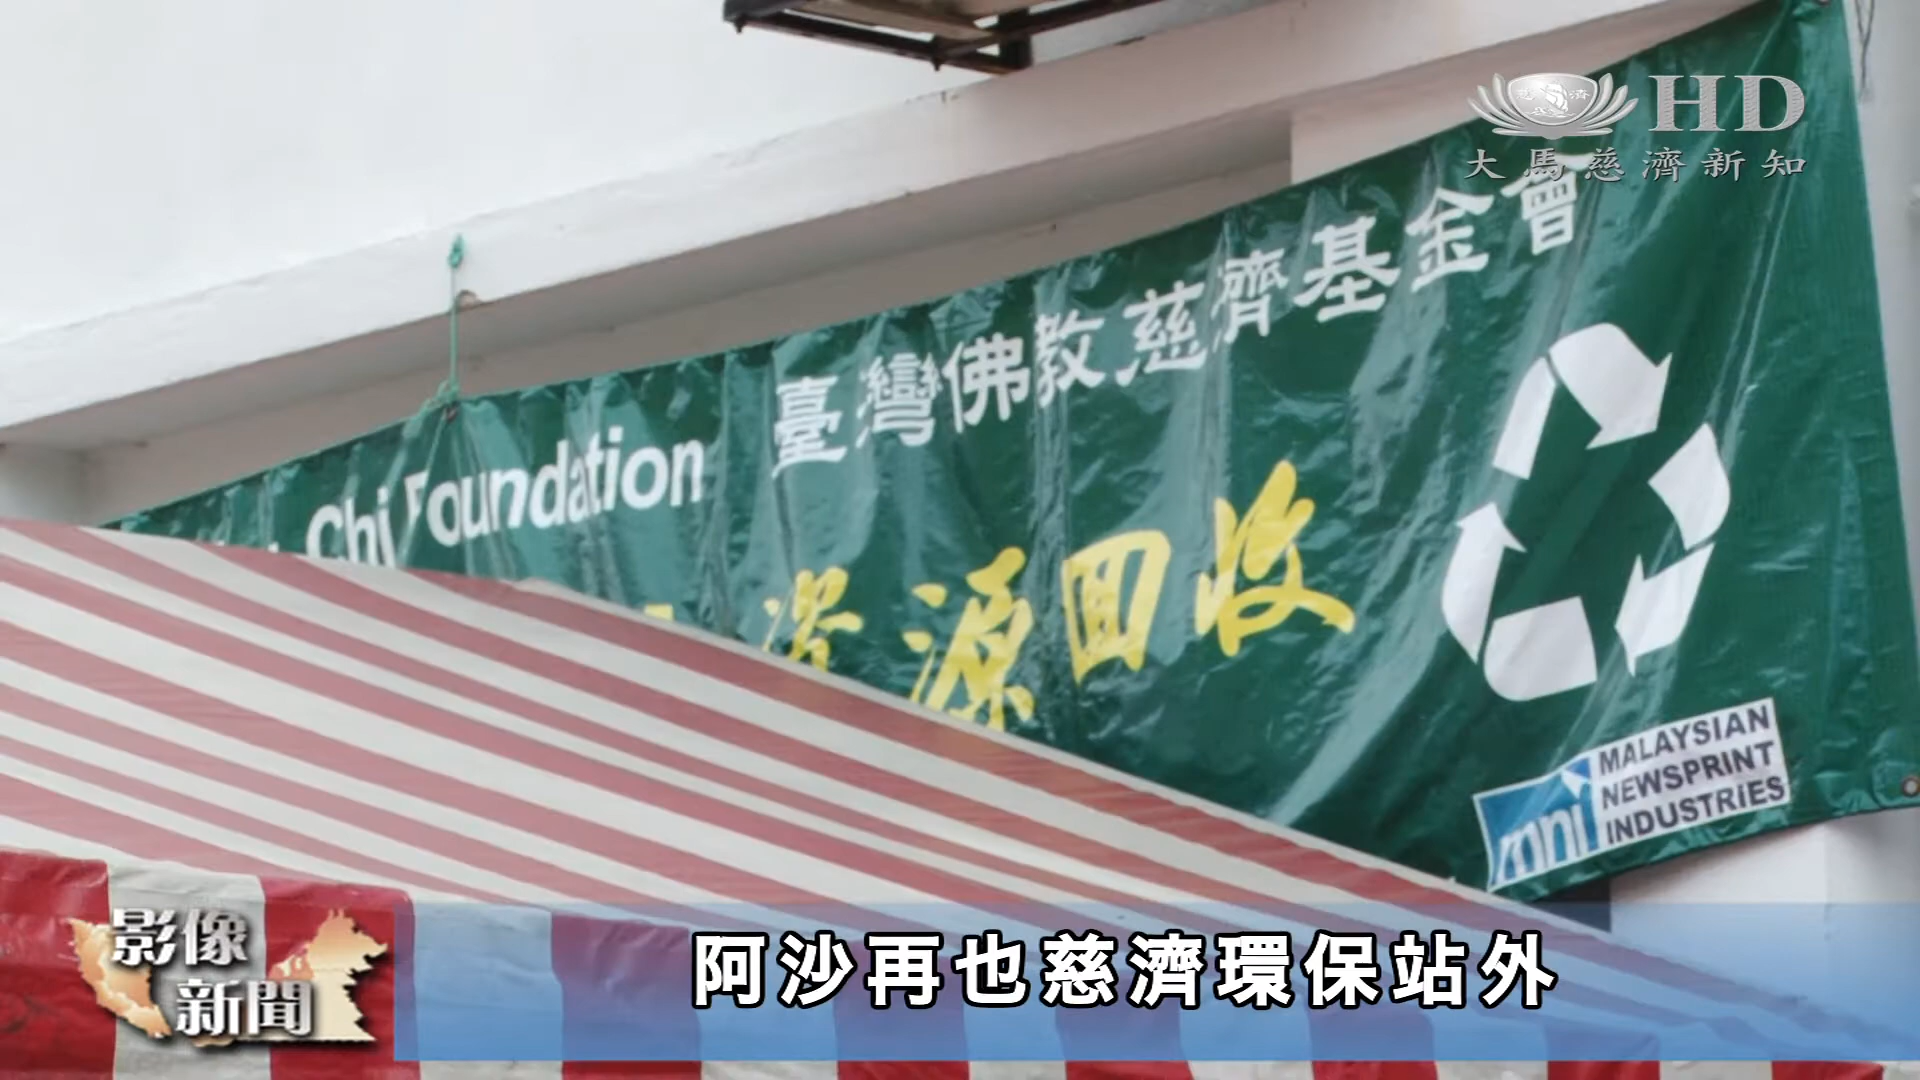 HD
大馬慈濟新知
Chi Foundation 臺灣佛教慈濟基金會
資源回收
mni MALAYSIAN
NEWSPRINT
INDUSTRIES
影像
新聞
阿沙再也慈濟環保站外